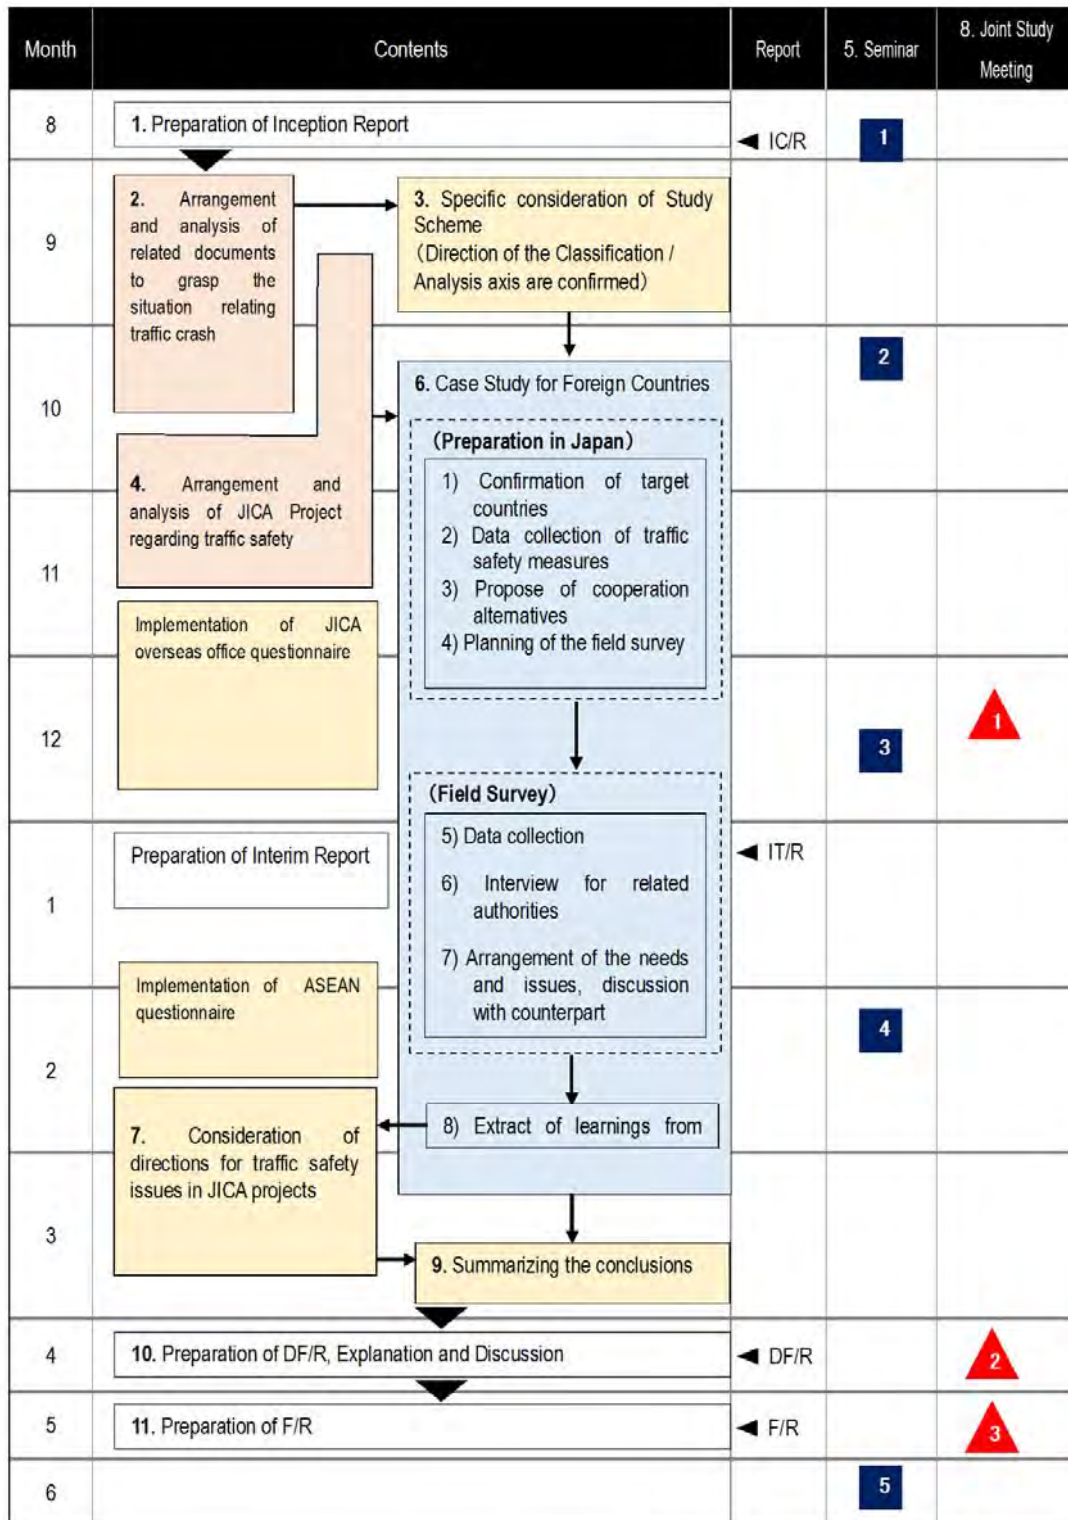 Month
Contents
Report
5. Seminar
8. Joint Study
Meeting
8
1. Preparation of Inception Report
◄ IC/R
1
9
2. Arrangement
and analysis of
related documents
to grasp the
situation relating
traffic crash
3. Specific consideration of Study
Scheme
(Direction of the Classification /
Analysis axis are confirmed)
10
2
4. Arrangement and
analysis of JICA Project
regarding traffic safety
6. Case Study for Foreign Countries
(Preparation in Japan)
1) Confirmation of target
countries
2) Data collection of traffic
safety measures
3) Propose of cooperation
alternatives
4) Planning of the field survey
11
Implementation of JICA
overseas office questionnaire
12
3
1
(Field Survey)
5) Data collection
6) Interview for related
authorities
7) Arrangement of the needs
and issues, discussion
with counterpart
Preparation of Interim Report
◄ IT/R
1
Implementation of ASEAN
questionnaire
4
2
8) Extract of learnings from
7. Consideration of
directions for traffic safety
issues in JICA projects
3
9. Summarizing the conclusions
4
10. Preparation of DF/R, Explanation and Discussion
◄ DF/R
2
5
11. Preparation of F/R
◄ F/R
3
6
5